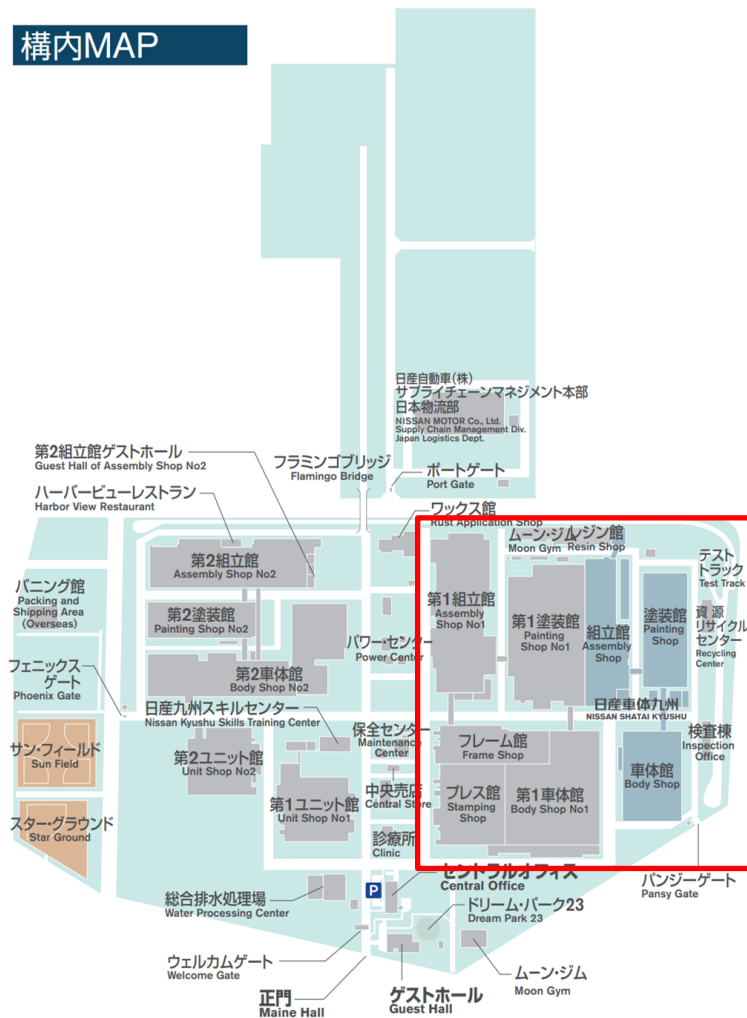 構内MAP
日産自動車(株)
サプライチェーンマネジメント本部
日本物流部
NISSAN MOTOR Co., Ltd.
Supply Chain Management Div.
Japan Logistics Dept.
第2組立館ゲストホール
Guest Hall of Assembly Shop No2
フラミンゴブリッジ
Flamingo Bridge
ポートゲート
Port Gate
ハーバービューレストラン
Harbor View Restaurant
ワックス館
Rust Application Shop
ムーン・ジム
Moon Gym
レジン館
Resin Shop
第2組立館
Assembly Shop No2
テスト
トラック
Test Track
バニング館
Packing and
Shipping Area
(Overseas)
第1組立館
Assembly
Shop No1
第2塗装館
Painting Shop No2
第1塗装館
Painting
Shop No1
組立館
Assembly
Shop
塗装館
Painting
Shop
資源
リサイクル
センター
Recycling
Center
パワー・センター
Power Center
フェニックス
ゲート
Phoenix Gate
第2車体館
Body Shop No2
日産九州スキルセンター
Nissan Kyushu Skills Training Center
日産車体九州
NISSAN SHATAI KYUSHU
サン・フィールド
Sun Field
保全センター
Maintenance
Center
フレーム館
Frame Shop
検査棟
Inspection
Office
第2ユニット館
Unit Shop No2
車体館
Body Shop
中央売店
Central Store
プレス館
Stamping
Shop
第1車体館
Body Shop No1
第1ユニット館
Unit Shop No1
スター・グラウンド
Star Ground
診療所
Clinic
セントラルオフィス
Central Office
パンジーゲート
Pansy Gate
総合排水処理場
Water Processing Center
P
ドリーム・パーク23
Dream Park 23
ウェルカムゲート
Welcome Gate
ムーン・ジム
Moon Gym
正門
Maine Hall
ゲストホール
Guest Hall